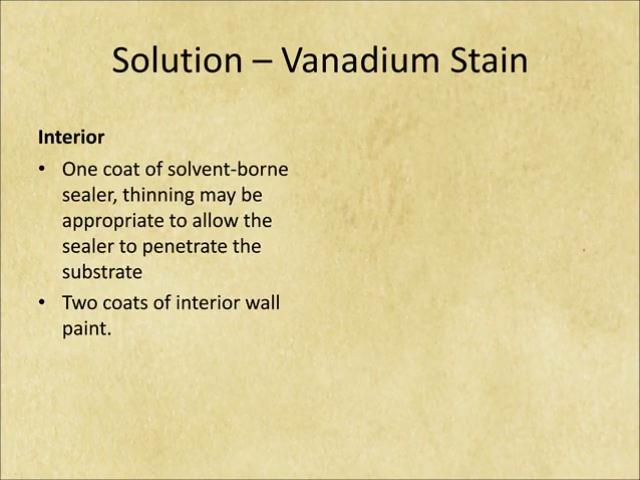 Solution – Vanadium Stain
Interior
• One coat of solvent-borne
sealer, thinning may be
appropriate to allow the
sealer to penetrate the
substrate
• Two coats of interior wall
paint.